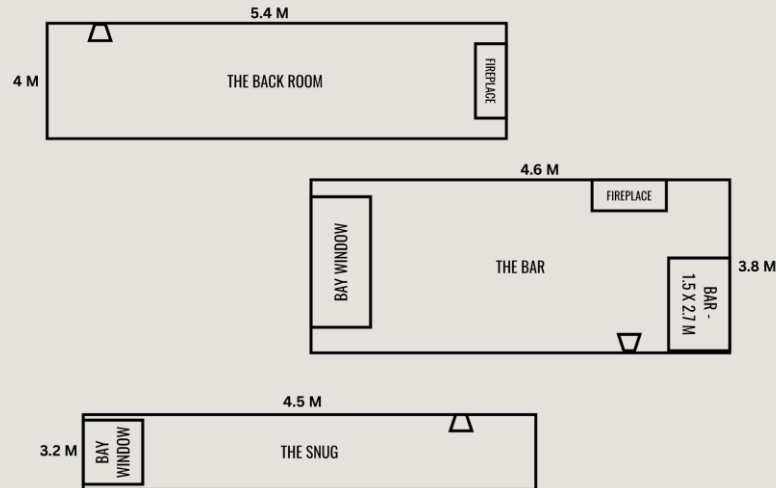 5.4 M
4 M
THE BACK ROOM
FIREPLACE
4.6 M
FIREPLACE
BAY WINDOW
THE BAR
3.8 M
BAR -
1.5 X 2.7 M
4.5 M
3.2 M
BAY
WINDOW
THE SNUG